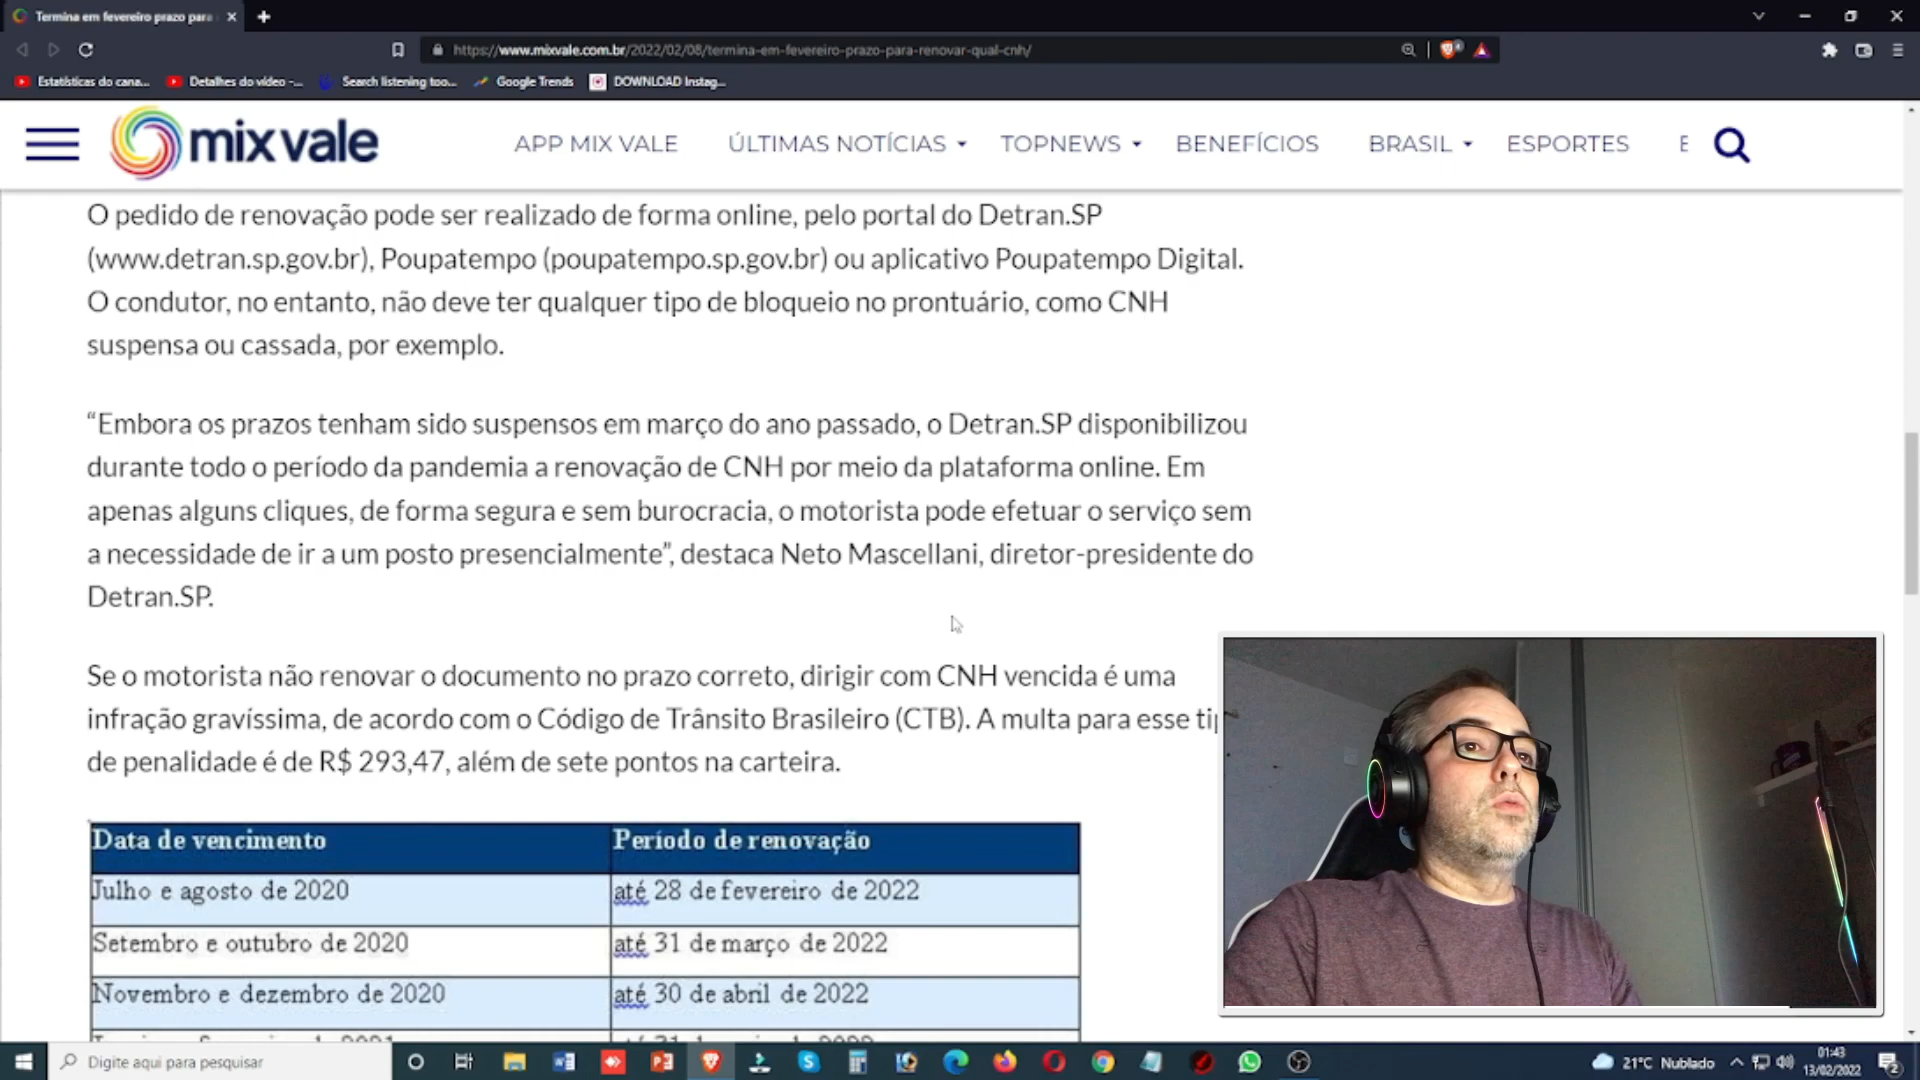 Termina em fevereiro prazo para
https://www.mixvale.com.br/2022/02/08/termina-em-fevereiro-prazo-para-renovar-qual-cnh/
Estatísticas do cana...
Detalhes do vídeo -...
Search listening too...
Google Trends
DOWNLOAD Instag...
mixvale
APP MIX VALE
ÚLTIMAS NOTÍCIAS
TOPNEWS
BENEFÍCIOS
BRASIL
ESPORTES
E
O pedido de renovação pode ser realizado de forma online, pelo portal do Detran.SP
(www.detran.sp.gov.br), Poupatempo (poupatempo.sp.gov.br) ou aplicativo Poupatempo Digital.
O condutor, no entanto, não deve ter qualquer tipo de bloqueio no prontuário, como CNH
suspensa ou cassada, por exemplo.
“Embora os prazos tenham sido suspensos em março do ano passado, o Detran.SP disponibilizou
durante todo o período da pandemia a renovação de CNH por meio da plataforma online. Em
apenas alguns cliques, de forma segura e sem burocracia, o motorista pode efetuar o serviço sem
a necessidade de ir a um posto presencialmente”, destaca Neto Mascellani, diretor-presidente do
Detran.SP.
Se o motorista não renovar o documento no prazo correto, dirigir com CNH vencida é uma
infração gravíssima, de acordo com o Código de Trânsito Brasileiro (CTB). A multa para esse tip
de penalidade é de R$ 293,47, além de sete pontos na carteira.
Data de vencimento
Período de renovação
Julho e agosto de 2020
até 28 de fevereiro de 2022
Setembro e outubro de 2020
até 31 de março de 2022
Novembro e dezembro de 2020
até 30 de abril de 2022
Digite aqui para pesquisar
21°C Nublado
01:43
13/02/2022
2